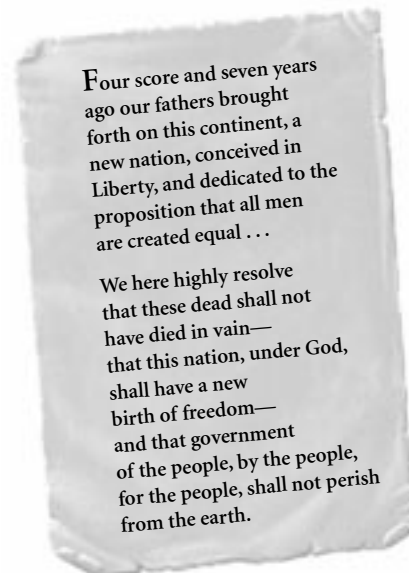 Four score and seven years
ago our fathers brought
forth on this continent, a
new nation, conceived in
Liberty, and dedicated to the
proposition that all men
are created equal . . .
We here highly resolve
that these dead shall not
have died in vain—
that this nation, under God,
shall have a new
birth of freedom—
and that government
of the people, by the people,
for the people, shall not perish
from the earth.